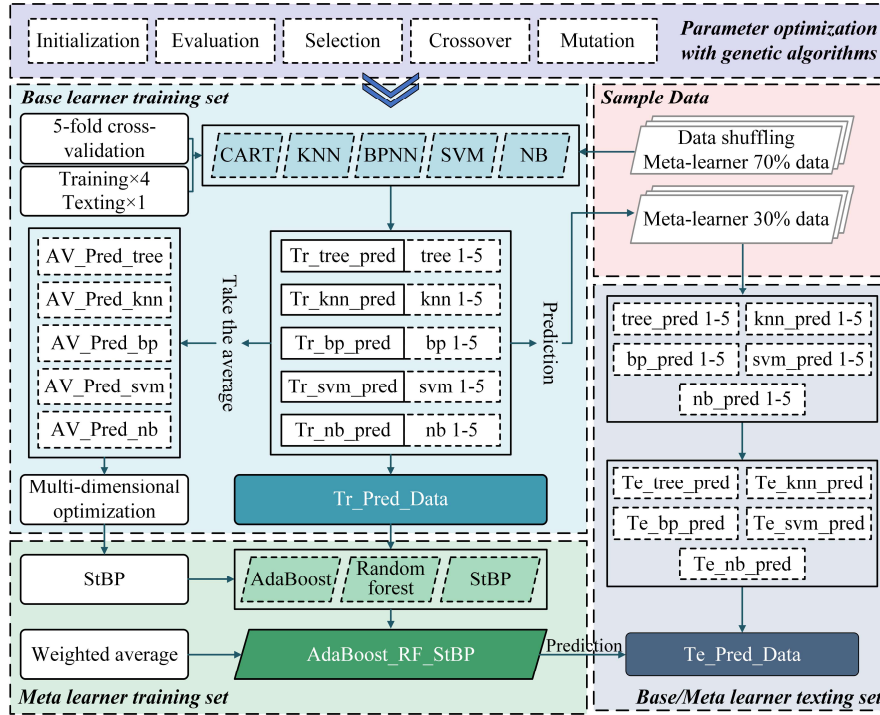 Initialization
Evaluation
Selection
Crossover
Mutation
Parameter optimization
with genetic algorithms
Base learner training set
5-fold cross-
validation
Training×4
Texting×1
CART
KNN
BPNN
SVM
NB
Sample Data
Data shuffling
Meta-learner 70% data
Meta-learner 30% data
AV_Pred_tree
AV_Pred_knn
AV_Pred_bp
AV_Pred_svm
AV_Pred_nb
Take the average
Tr_tree_pred
tree 1-5
Tr_knn_pred
knn 1-5
Tr_bp_pred
bp 1-5
Tr_svm_pred
svm 1-5
Tr_nb_pred
nb 1-5
Prediction
tree_pred 1-5
knn_pred 1-5
bp_pred 1-5
svm_pred 1-5
nb_pred 1-5
Multi-dimensional
optimization
Tr_Pred_Data
Te_tree_pred
Te_knn_pred
Te_bp_pred
Te_svm_pred
Te_nb_pred
StBP
AdaBoost
Random
forest
StBP
Weighted average
AdaBoost_RF_StBP
Prediction
Te_Pred_Data
Meta learner training set
Base/Meta learner texting set